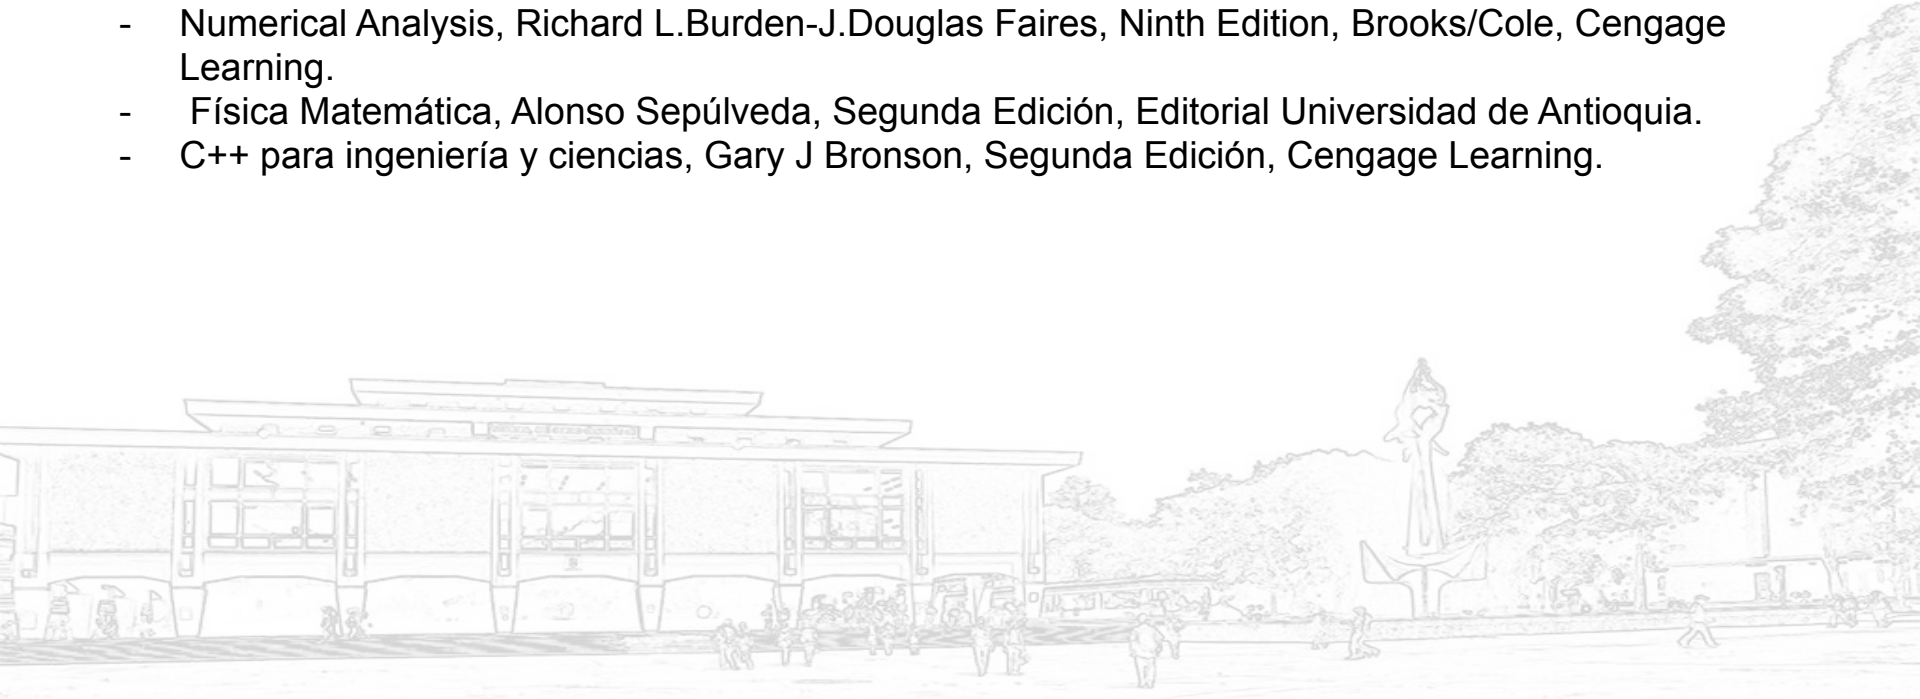 - Numerical Analysis, Richard L.Burden-J.Douglas Faires, Ninth Edition, Brooks/Cole, Cengage
Learning.
- Física Matemática, Alonso Sepúlveda, Segunda Edición, Editorial Universidad de Antioquia.
- C++ para ingeniería y ciencias, Gary J Bronson, Segunda Edición, Cengage Learning.